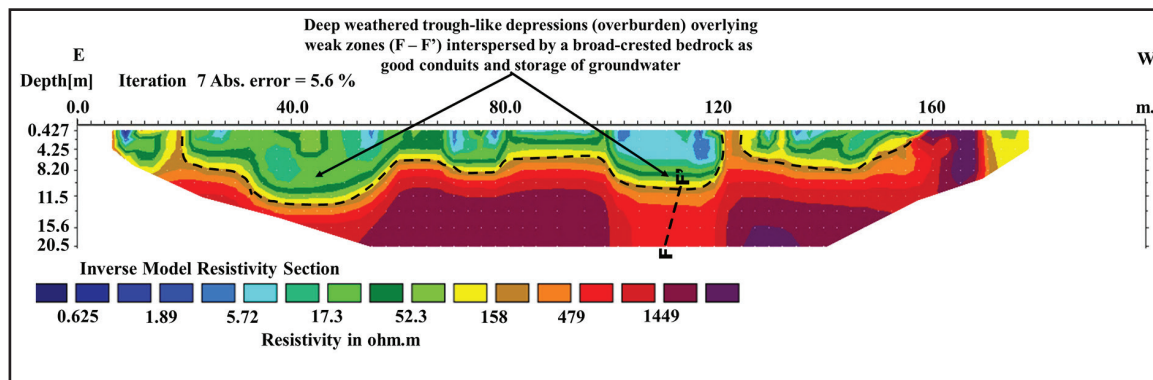 Deep weathered trough-like depressions (overburden) overlying
weak zones (F – F’) interspersed by a broad-crested bedrock as
good conduits and storage of groundwater
E
W
Depth[m] Iteration 7 Abs. error = 5.6 %
0.0 40.0 80.0 120 160 m.
0.427
4.25
8.20
11.5
15.6
20.5
F'
F
Inverse Model Resistivity Section
0.625 1.89 5.72 17.3 52.3 158 479 1449
Resistivity in ohm.m